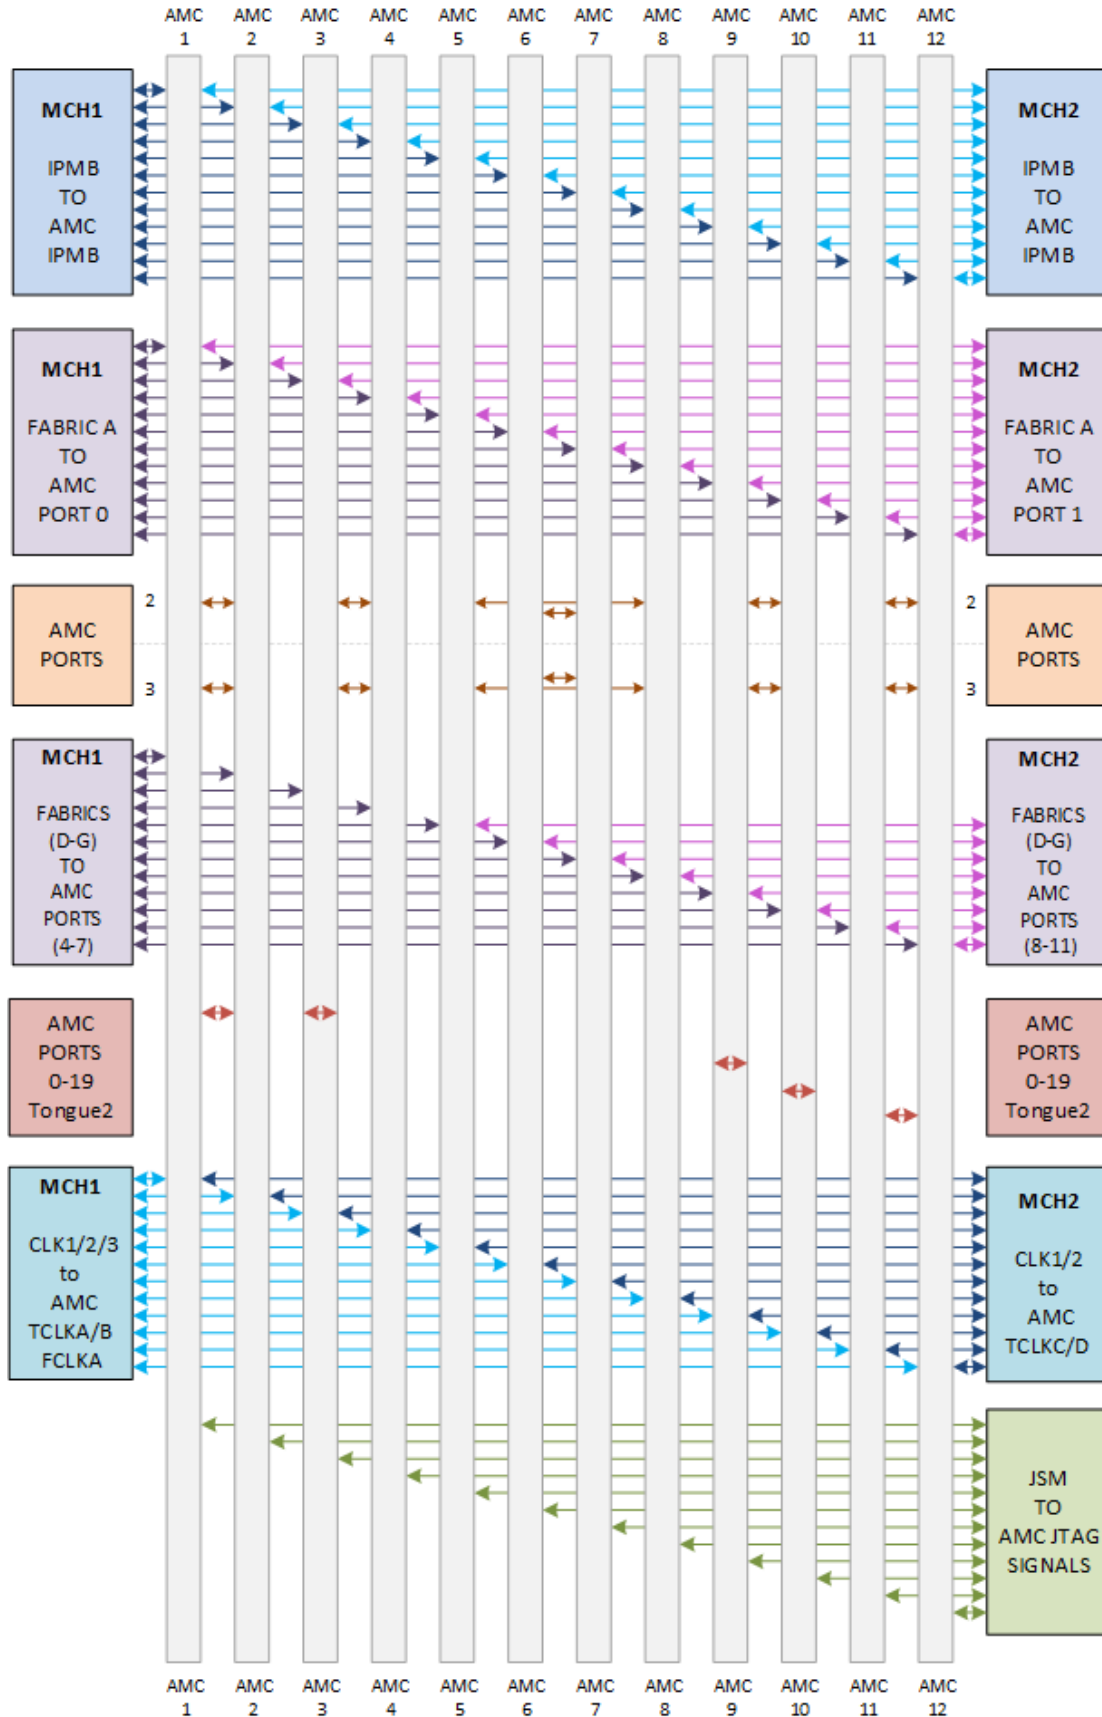 AMC AMC AMC AMC AMC AMC AMC AMC AMC AMC AMC AMC
1 2 3 4 5 6 7 8 9 10 11 12
MCH1
IPMB
TO
AMC
IPMB
MCH2
IPMB
TO
AMC
IPMB
MCH1
FABRIC A
TO
AMC
PORT 0
MCH2
FABRIC A
TO
AMC
PORT 1
AMC
PORTS
2
3
2
3
AMC
PORTS
MCH1
FABRICS
(D-G)
TO
AMC
PORTS
(4-7)
MCH2
FABRICS
(D-G)
TO
AMC
PORTS
(8-11)
AMC
PORTS
0-19
Tongue2
AMC
PORTS
0-19
Tongue2
MCH1
CLK1/2/3
to
AMC
TCLKA/B
FCLKA
MCH2
CLK1/2
to
AMC
TCLKC/D
JSM
TO
AMC JTAG
SIGNALS
AMC AMC AMC AMC AMC AMC AMC AMC AMC AMC AMC AMC
1 2 3 4 5 6 7 8 9 10 11 12